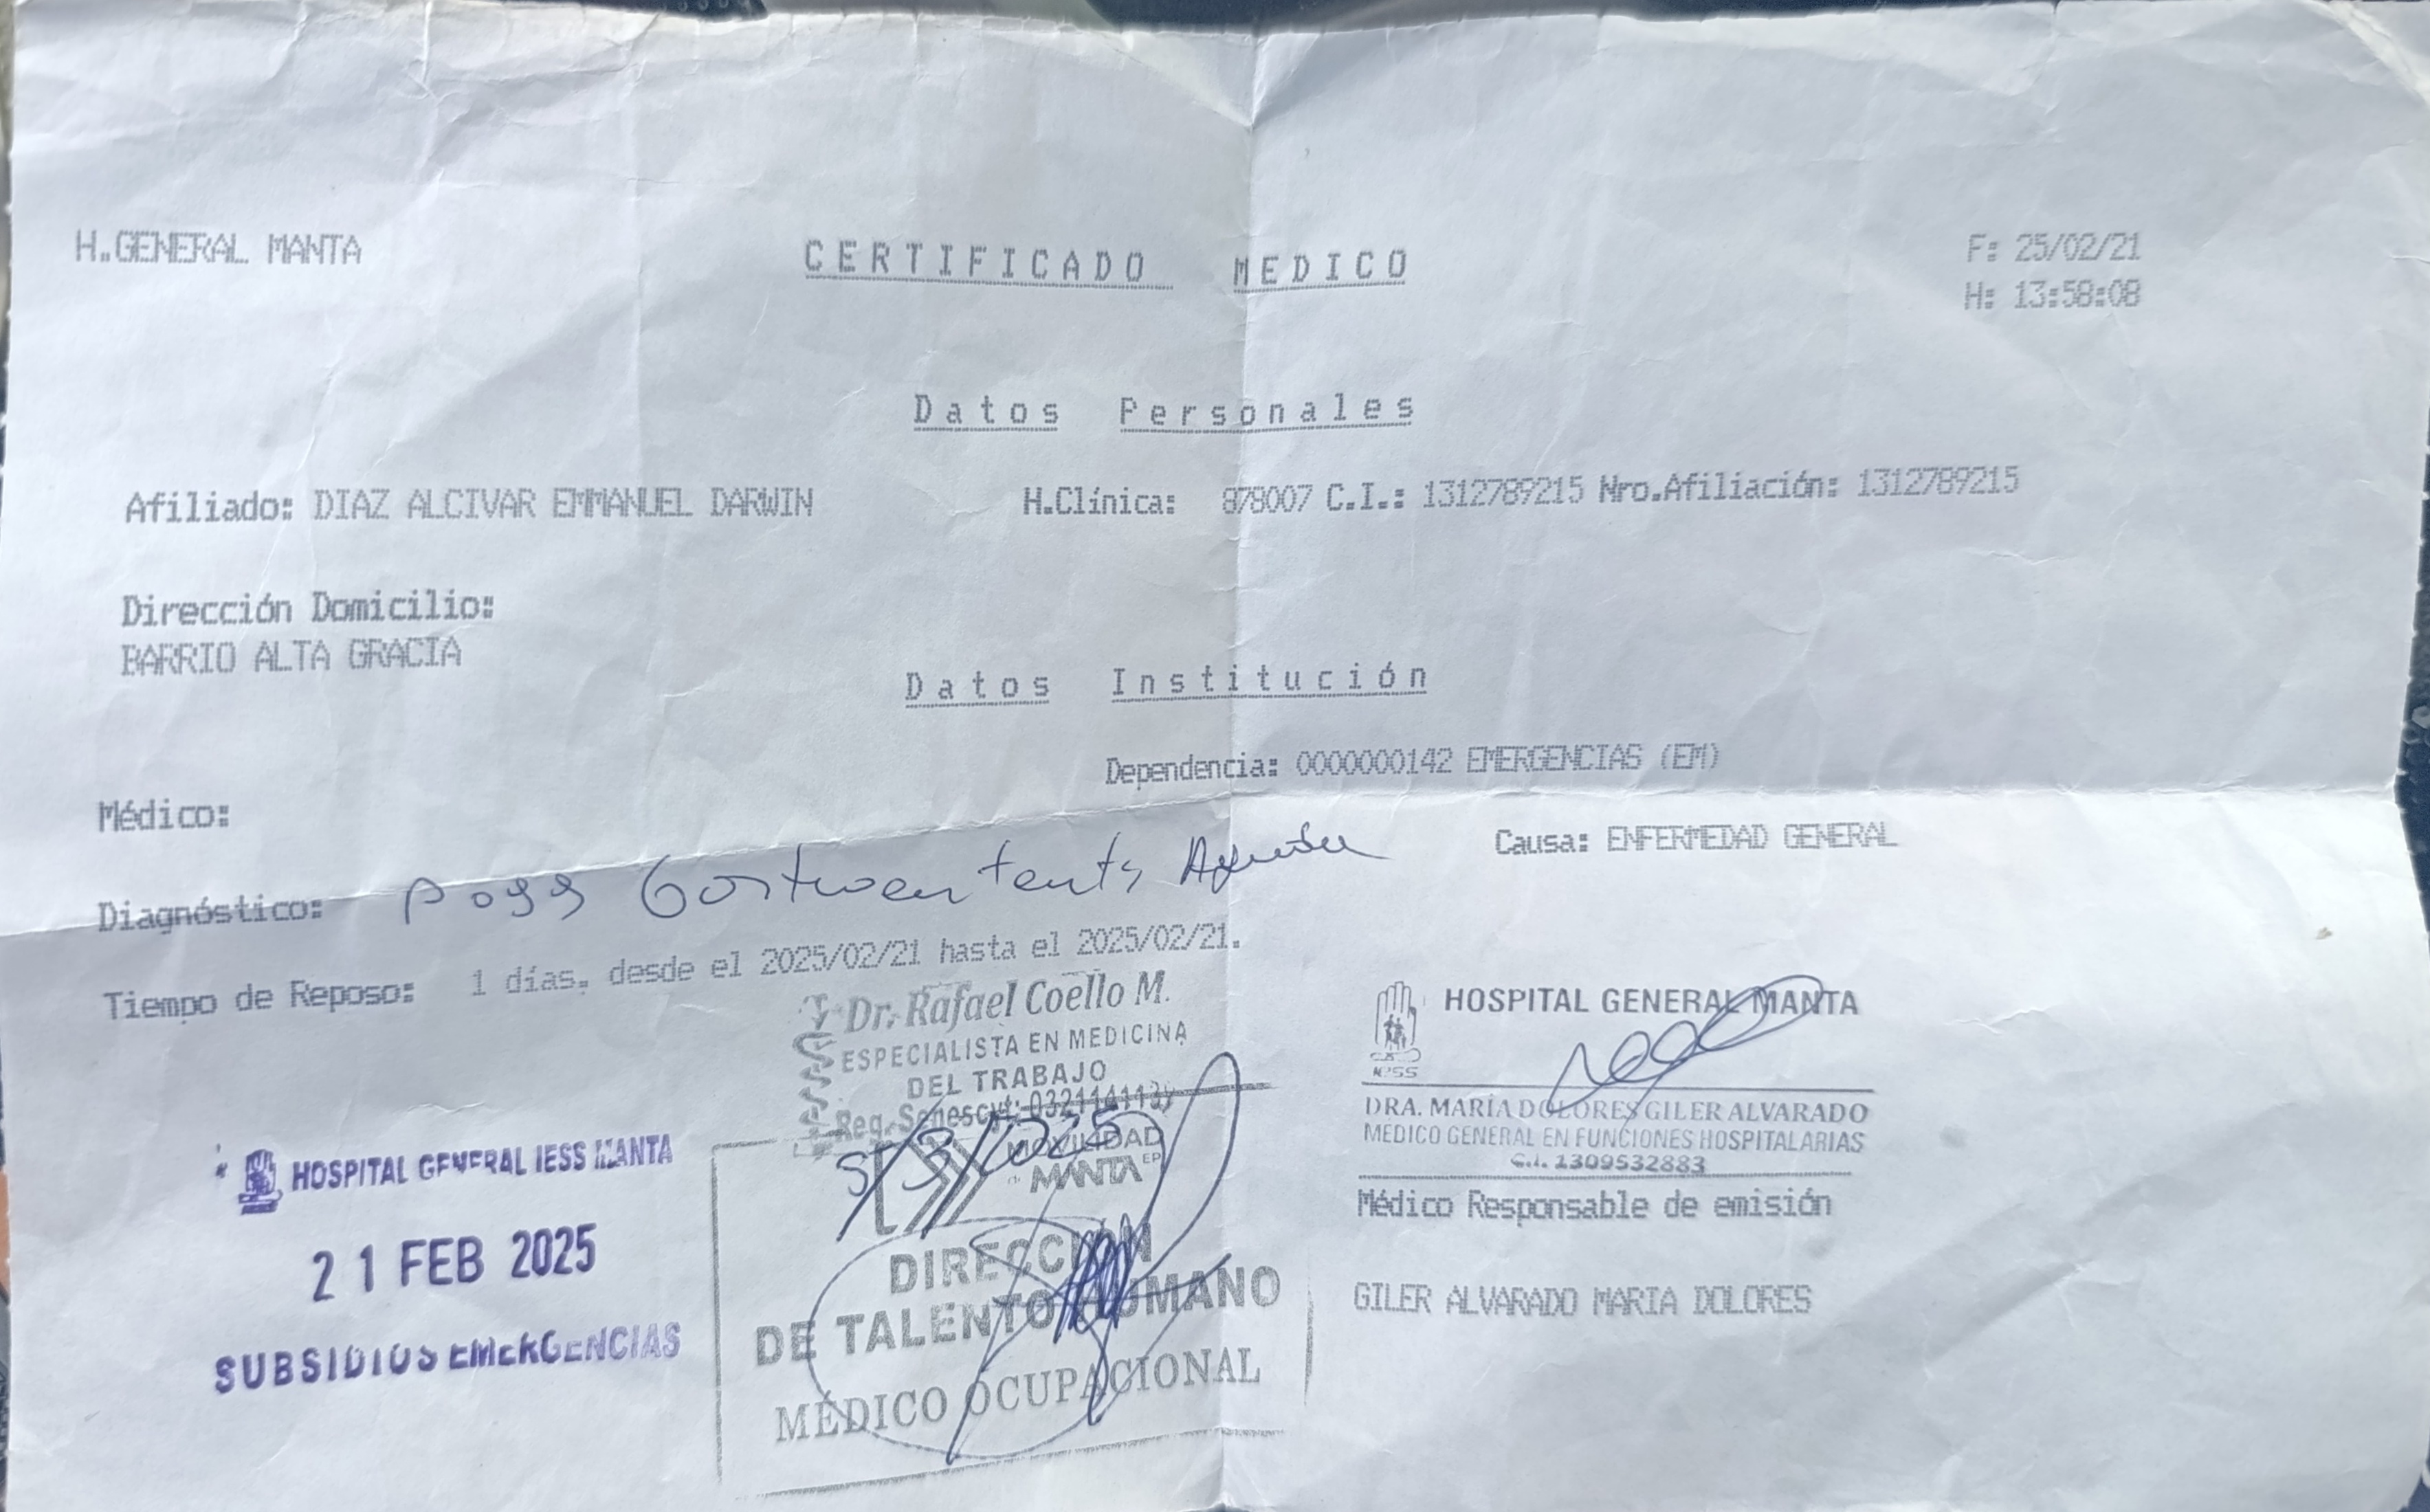 H.GENERAL MANTA
CERTIFICADO MEDICO
F: 25/02/21
H: 13:58:08
Datos Personales
Afiliado: DIAZ ALCIVAR EMMANUEL DARWIN H.Clínica: 878007 C.I.: 1312789215 Nro.Afiliación: 1312789215
Dirección Domicilio:
BARRIO ALTA GRACIA
Datos Institución
Dependencia: 0000000142 EMERGENCIAS (EM)
Médico:
Causa: ENFERMEDAD GENERAL
Diagnóstico:
Tiempo de Reposo: 1 días, desde el 2025/02/21 hasta el 2025/02/21.
Dr. Rafael Coello M.
ESPECIALISTA EN MEDICINA
DEL TRABAJO
Reg. Senescyt:
5/3/2025
MOVILIDAD
de MANTA EP
DIRECCIÓN
DE TALENTO HUMANO
MÉDICO OCUPACIONAL
HOSPITAL GENERAL IESS MANTA
21 FEB 2025
SUBSIDIOS EMERGENCIAS
HOSPITAL GENERAL MANTA
IESS
DRA. MARÍA DOLORES GILER ALVARADO
MEDICO GENERAL EN FUNCIONES HOSPITALARIAS
C.I. 1309532883
Médico Responsable de emisión
GILER ALVARADO MARIA DOLORES